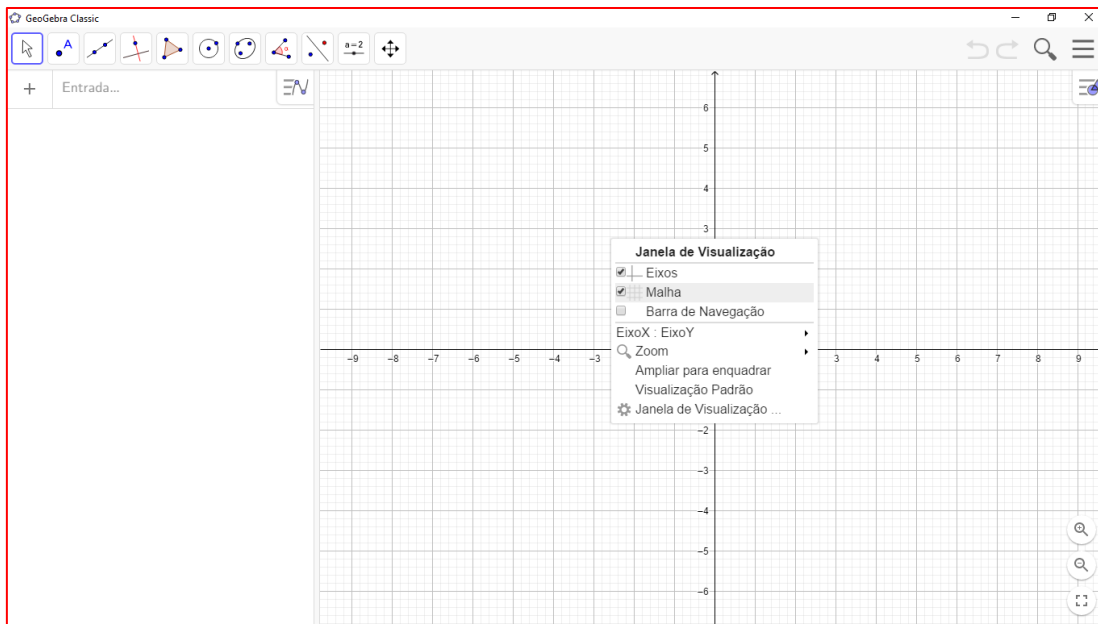 GeoGebra Classic
A
a=2
+ Entrada...
6
5
4
3
Janela de Visualização
Eixos
Malha
Barra de Navegação
EixoX : EixoY
Zoom
Ampliar para enquadrar
Visualização Padrão
Janela de Visualização ...
−9 −8 −7 −6 −5 −4 −3 3 4 5 6 7 8 9
−2
−3
−4
−5
−6